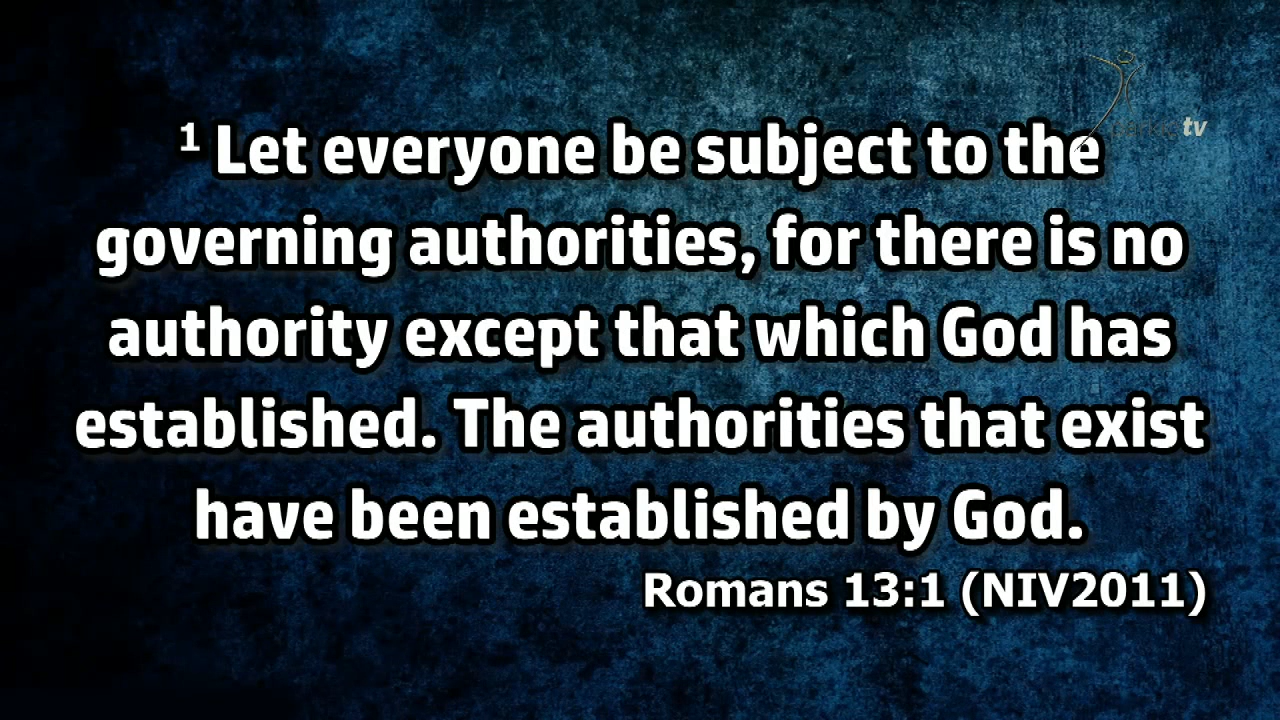 1 Let everyone be subject to the
governing authorities, for there is no
authority except that which God has
established. The authorities that exist
have been established by God.
Romans 13:1 (NIV2011)
tv